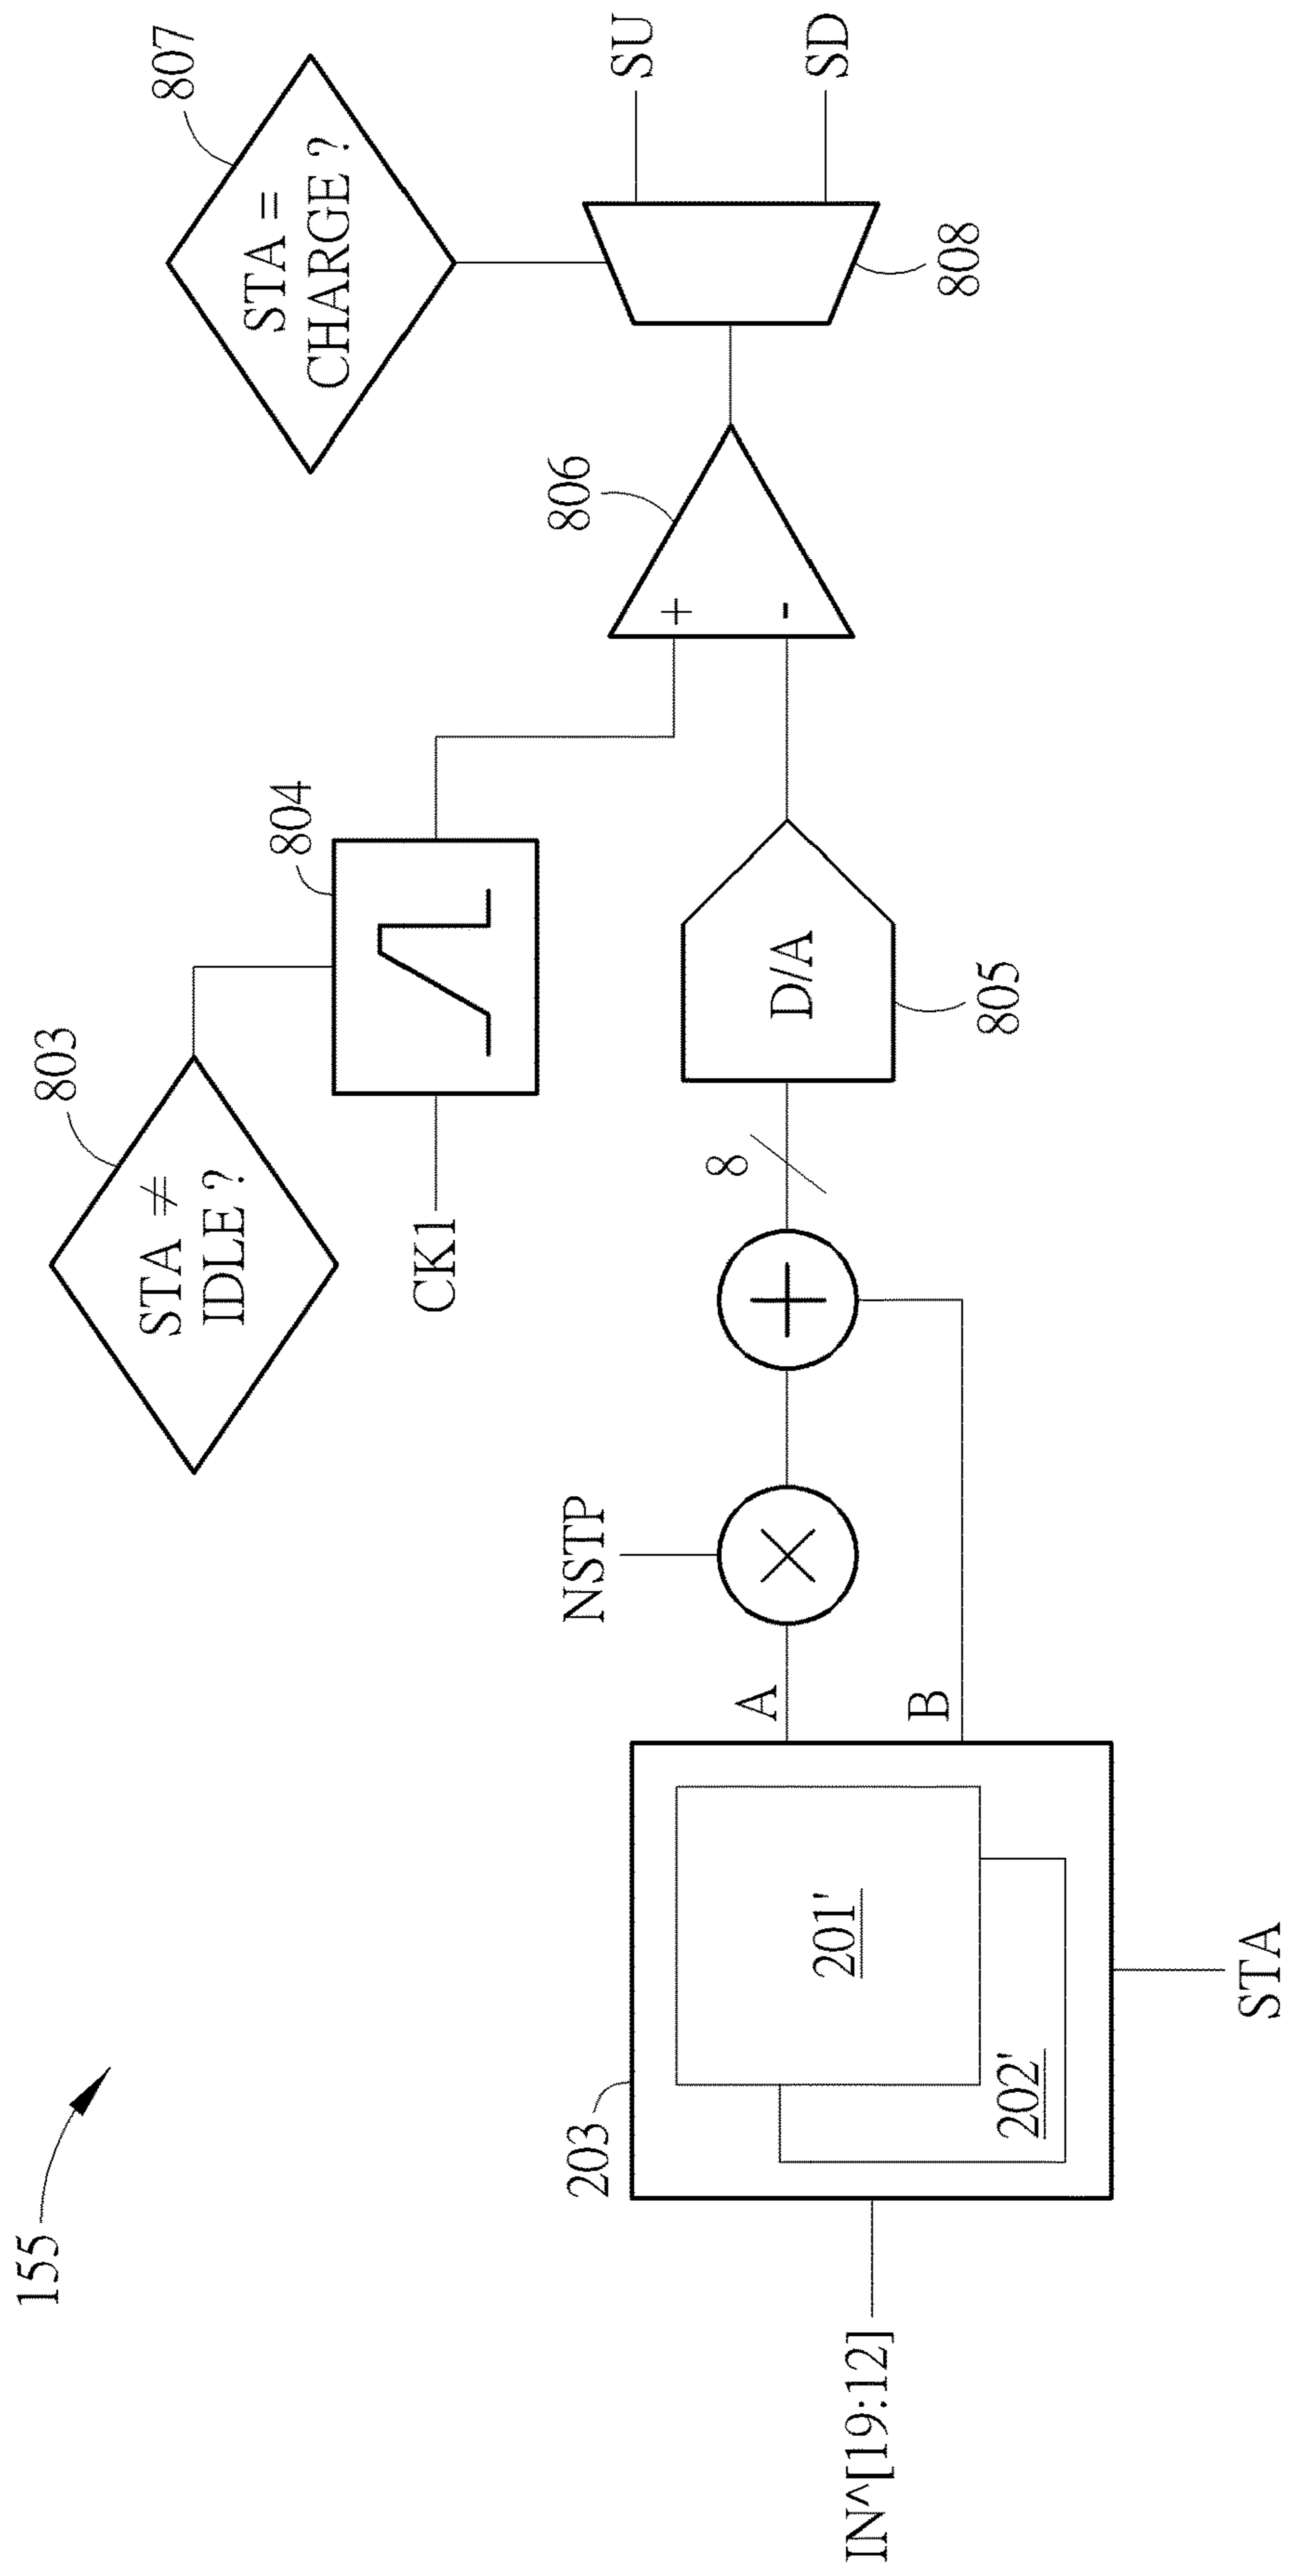 155
IN^[19:12]
203
201'
202'
STA
A
B
NSTP
8
D/A
805
803
STA ≠
IDLE ?
CK1
804
806
+
-
807
STA =
CHARGE ?
808
SU
SD